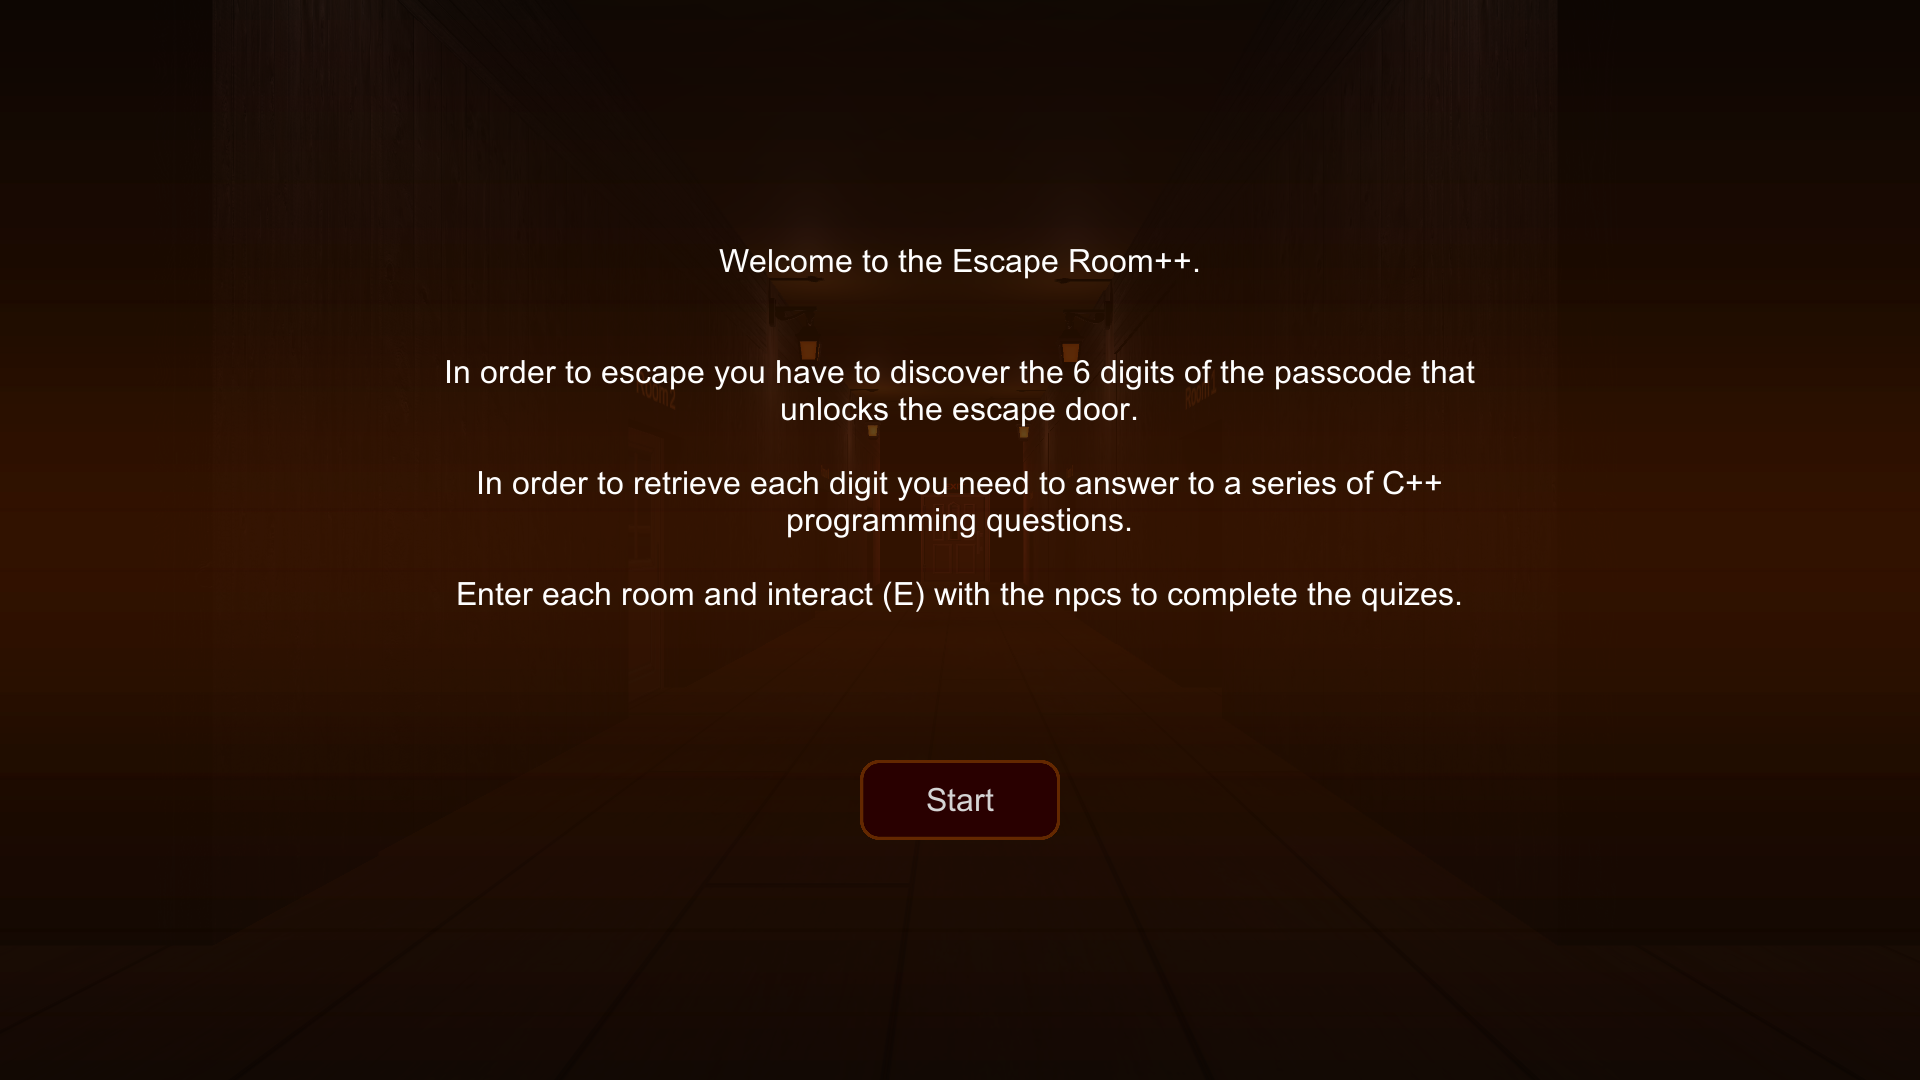 Welcome to the Escape Room++.
In order to escape you have to discover the 6 digits of the passcode that
unlocks the escape door.
In order to retrieve each digit you need to answer to a series of C++
programming questions.
Enter each room and interact (E) with the npcs to complete the quizes.
Room2
Room1
Start